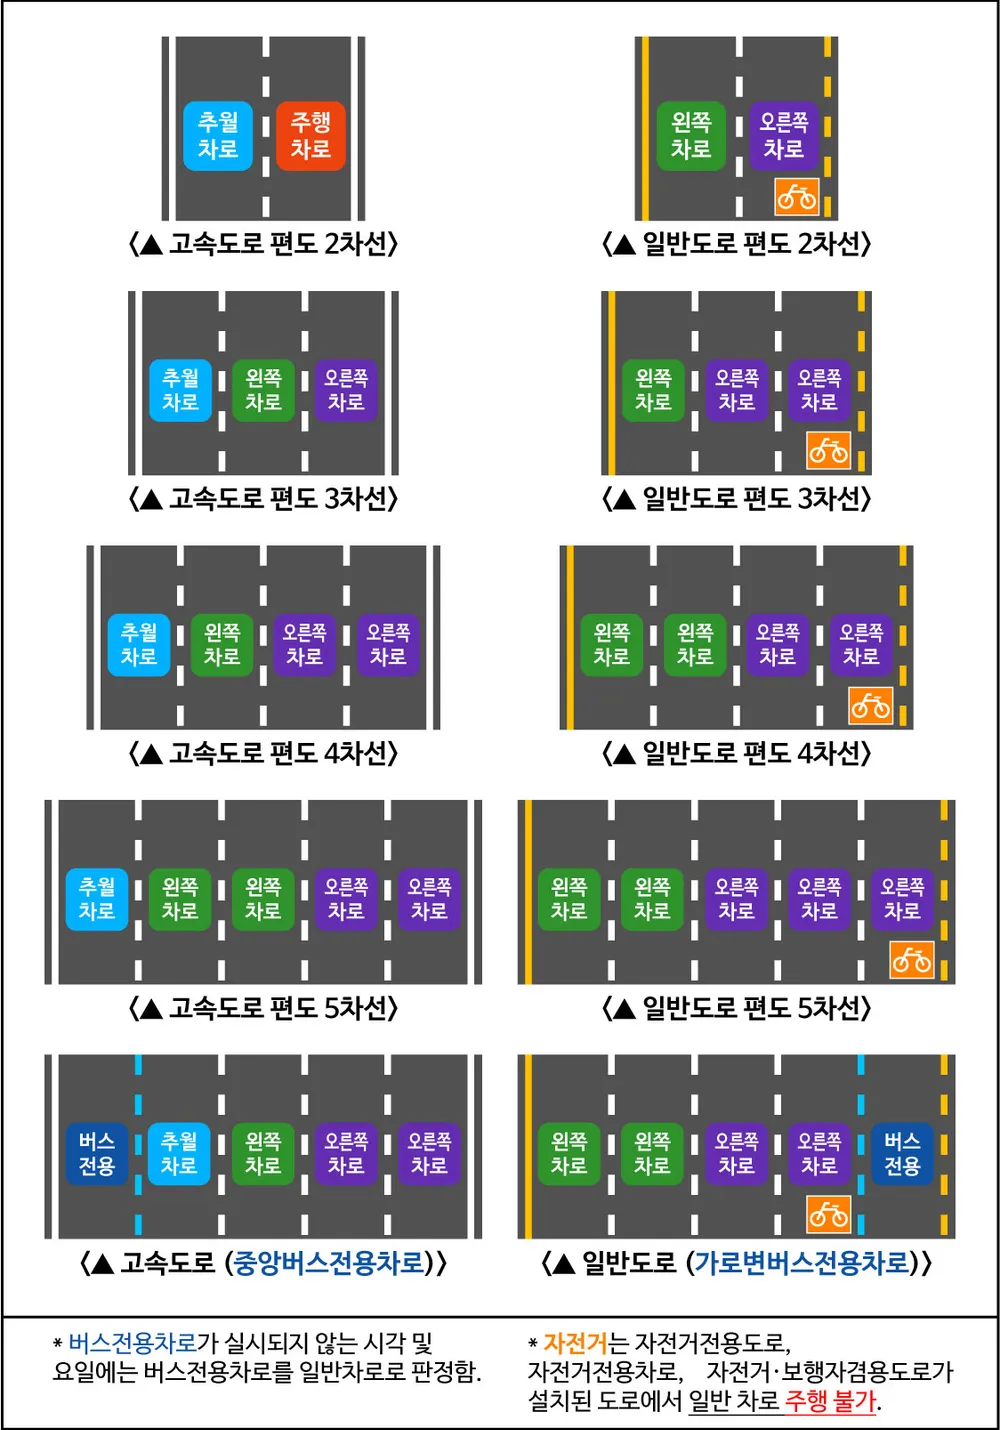 추월
차로
주행
차로
<▲ 고속도로 편도 2차선>
왼쪽
차로
오른쪽
차로
<▲ 일반도로 편도 2차선>
추월
차로
왼쪽
차로
오른쪽
차로
<▲ 고속도로 편도 3차선>
왼쪽
차로
오른쪽
차로
오른쪽
차로
<▲ 일반도로 편도 3차선>
추월
차로
왼쪽
차로
오른쪽
차로
오른쪽
차로
<▲ 고속도로 편도 4차선>
왼쪽
차로
왼쪽
차로
오른쪽
차로
오른쪽
차로
<▲ 일반도로 편도 4차선>
추월
차로
왼쪽
차로
왼쪽
차로
오른쪽
차로
오른쪽
차로
<▲ 고속도로 편도 5차선>
왼쪽
차로
왼쪽
차로
오른쪽
차로
오른쪽
차로
오른쪽
차로
<▲ 일반도로 편도 5차선>
버스
전용
추월
차로
왼쪽
차로
오른쪽
차로
오른쪽
차로
<▲ 고속도로 (중앙버스전용차로)>
왼쪽
차로
왼쪽
차로
오른쪽
차로
오른쪽
차로
버스
전용
<▲ 일반도로 (가로변버스전용차로)>
* 버스전용차로가 실시되지 않는 시각 및
요일에는 버스전용차로를 일반차로로 판정함.
* 자전거는 자전거전용도로,
자전거전용차로, 자전거·보행자겸용도로가
설치된 도로에서 일반 차로 주행 불가.